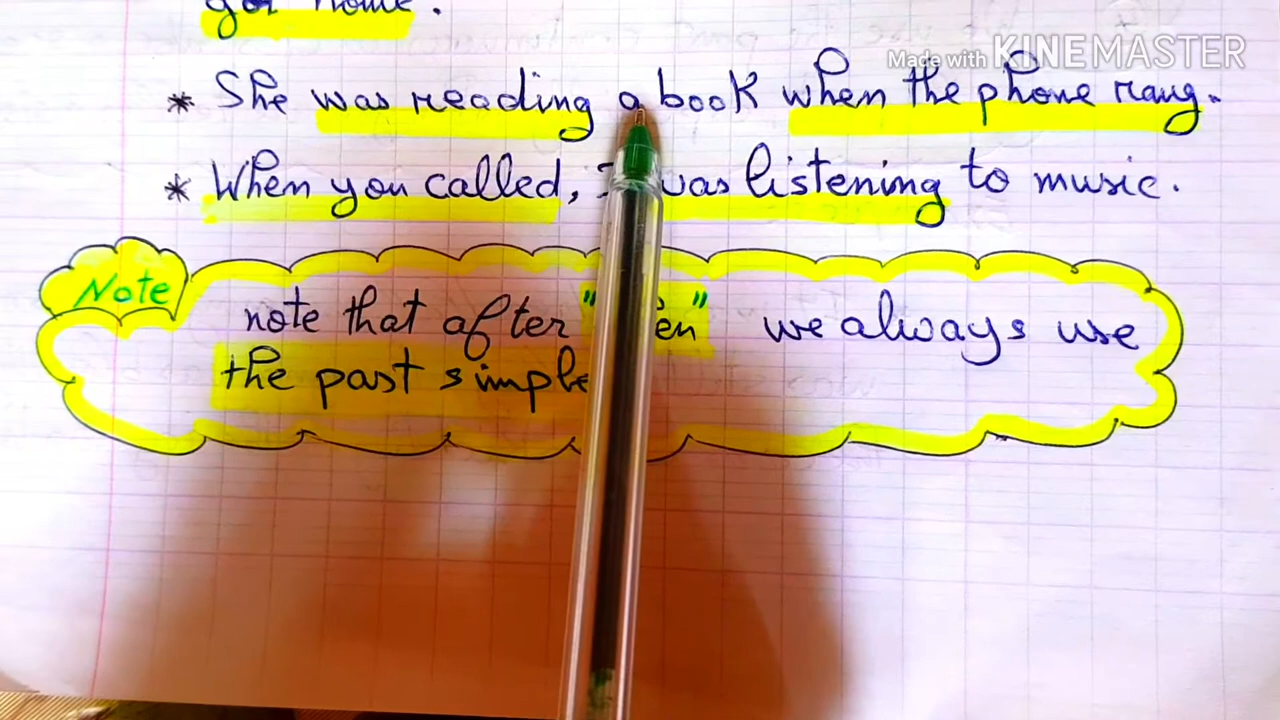 Made with KINEMASTER
home.
* She was reading a book when the phone rang.
* When you called, was listening to music.
Note
note that after we always use
the past simple